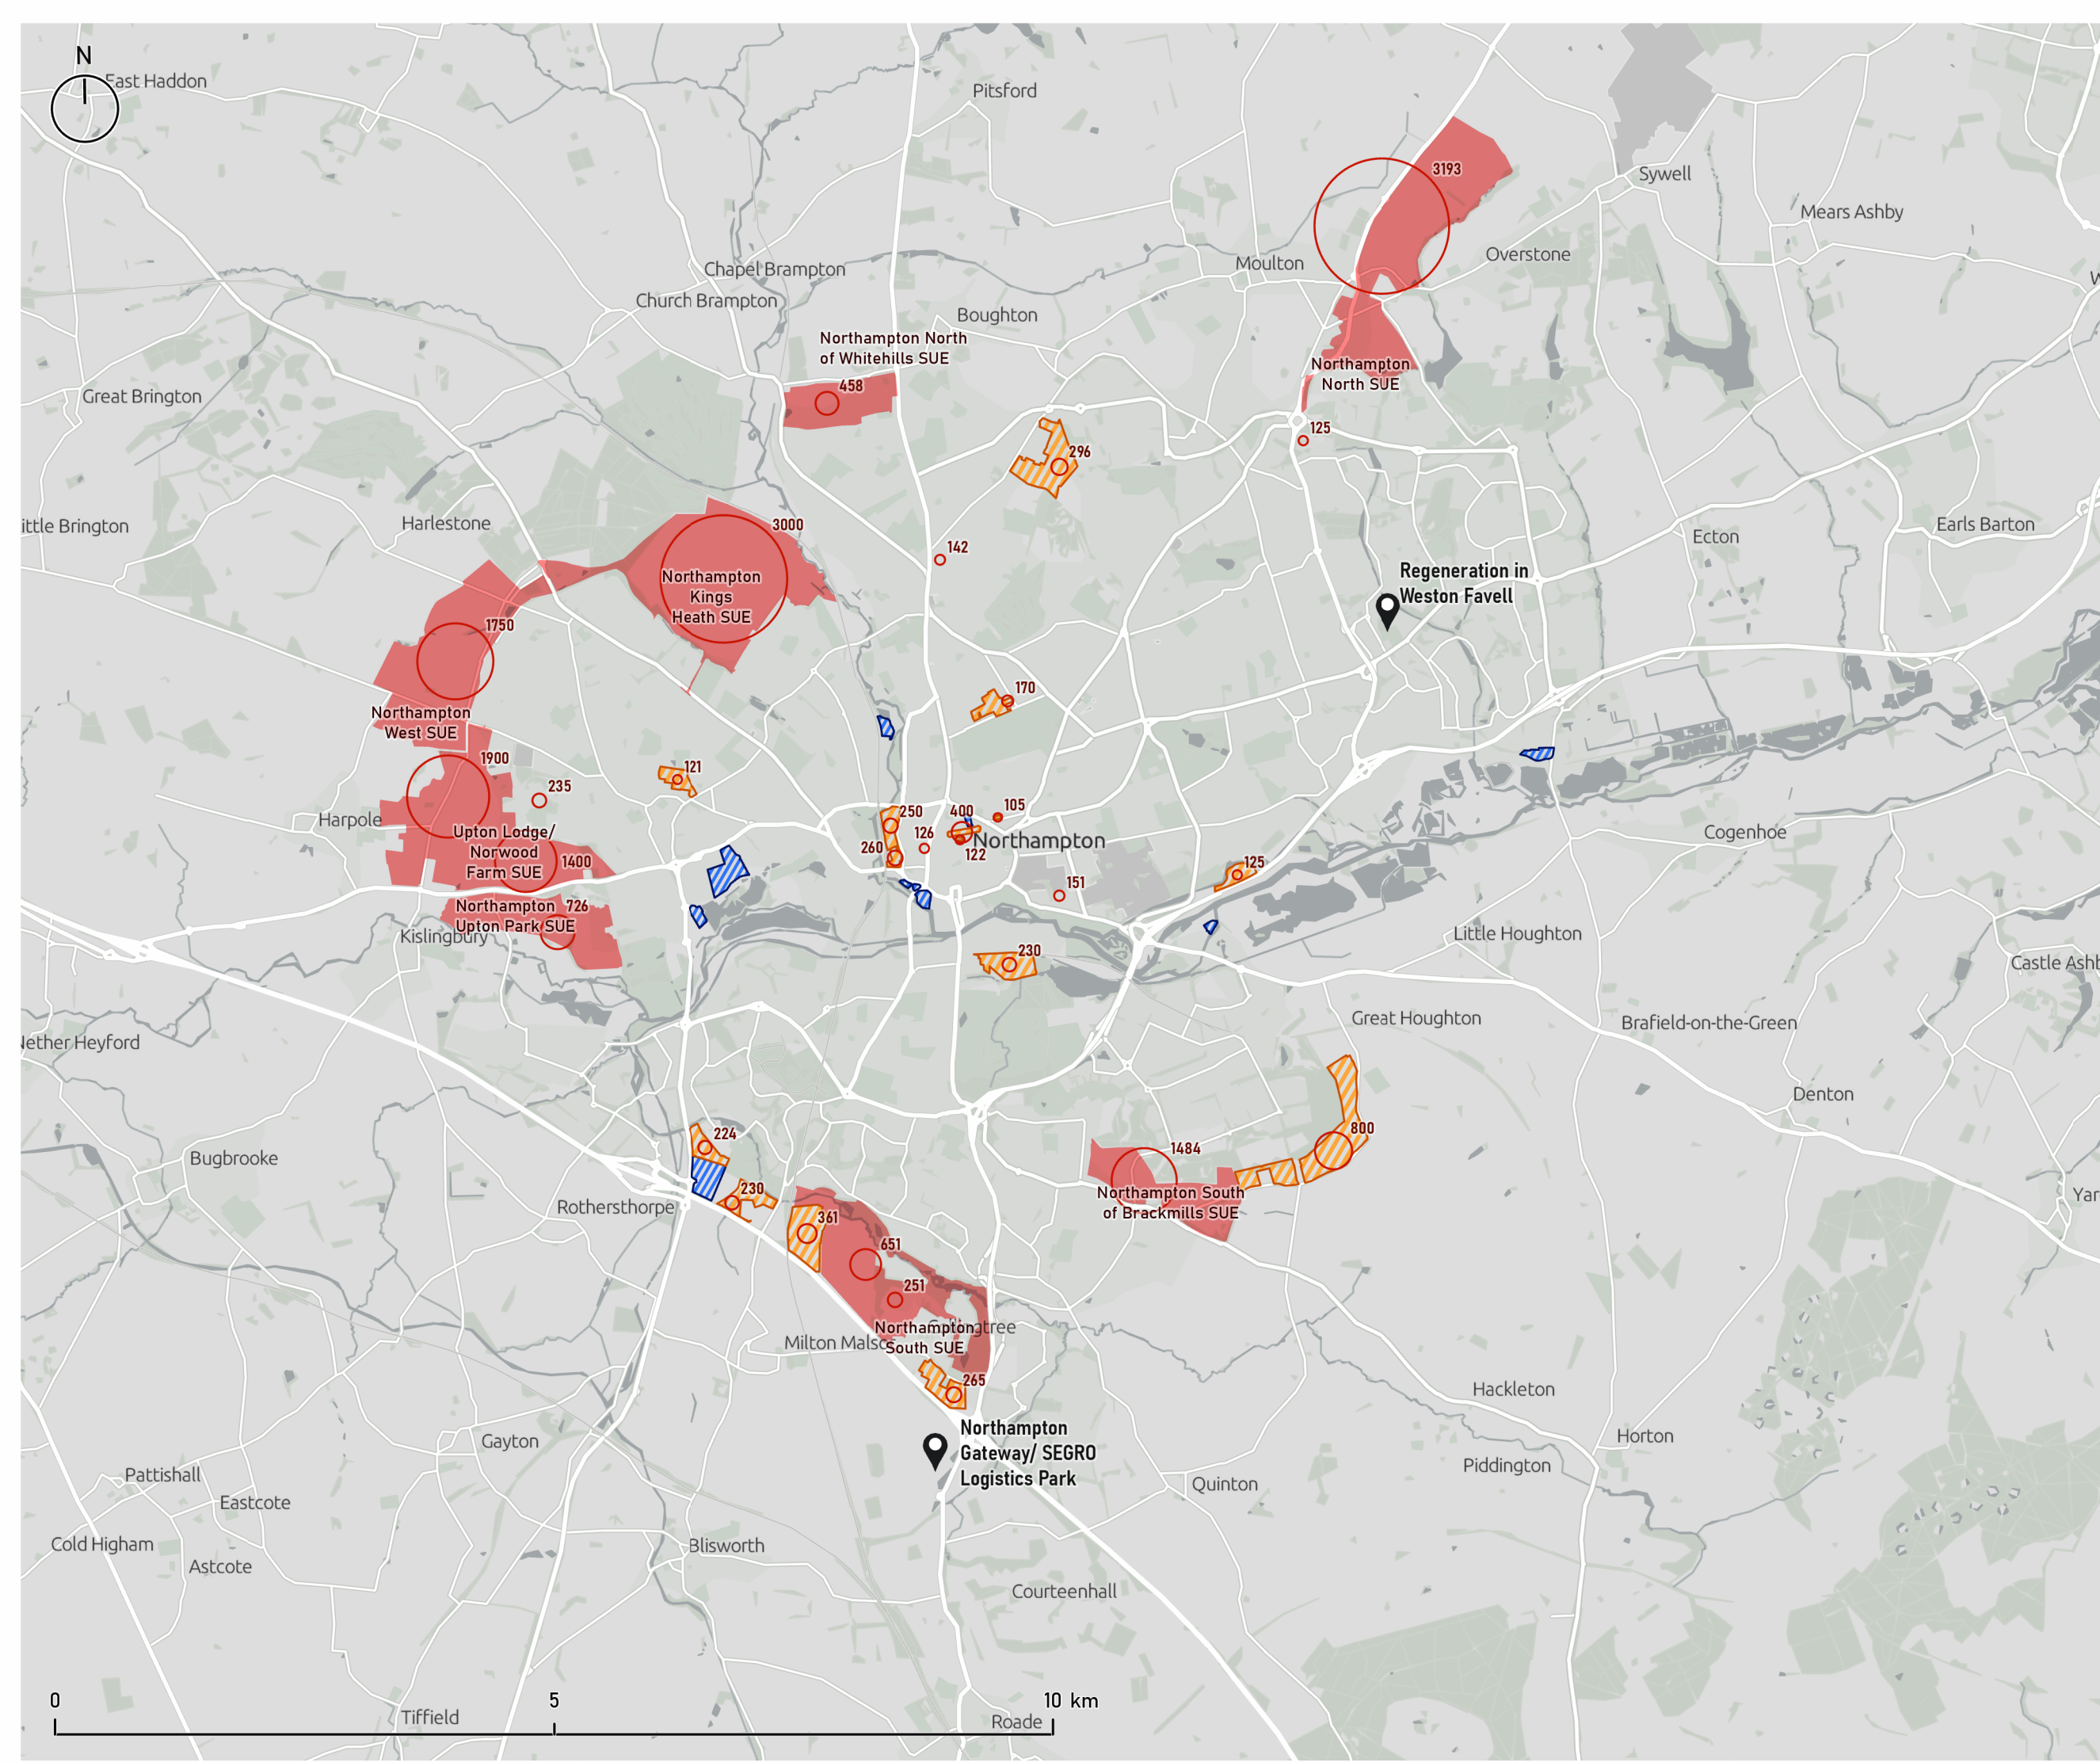 N
East Haddon
Pitsford
3193
Sywell
Mears Ashby
Overstone
Moulton
Chapel Brampton
Church Brampton
Boughton
Northampton North
of Whitehills SUE
458
Northampton
North SUE
Great Brington
125
296
ittle Brington
Harlestone
3000
Earls Barton
Ecton
142
Northampton
Kings
Heath SUE
Regeneration in
Weston Favell
1750
170
Northampton
West SUE
1900
121
235
Harpole
250
400
105
126
Northampton
260
122
Upton Lodge/
Norwood
Farm SUE
1400
Cogenhoe
125
151
Northampton
Upton Park SUE
726
Kislingbury
Little Houghton
230
Castle Ashb
Great Houghton
Brafield-on-the-Green
Nether Heyford
Denton
224
800
1484
Bugbrooke
230
Northampton South
of Brackmills SUE
Rothersthorpe
361
651
251
Northampton
South SUE
Milton Malso
265
Hackleton
Northampton
Gateway/ SEGRO
Logistics Park
Horton
Gayton
Piddington
Pattishall
Quinton
Eastcote
Cold Higham
Blisworth
Astcote
Courteenhall
0
5
10 km
Tiffield
Roade
Yar